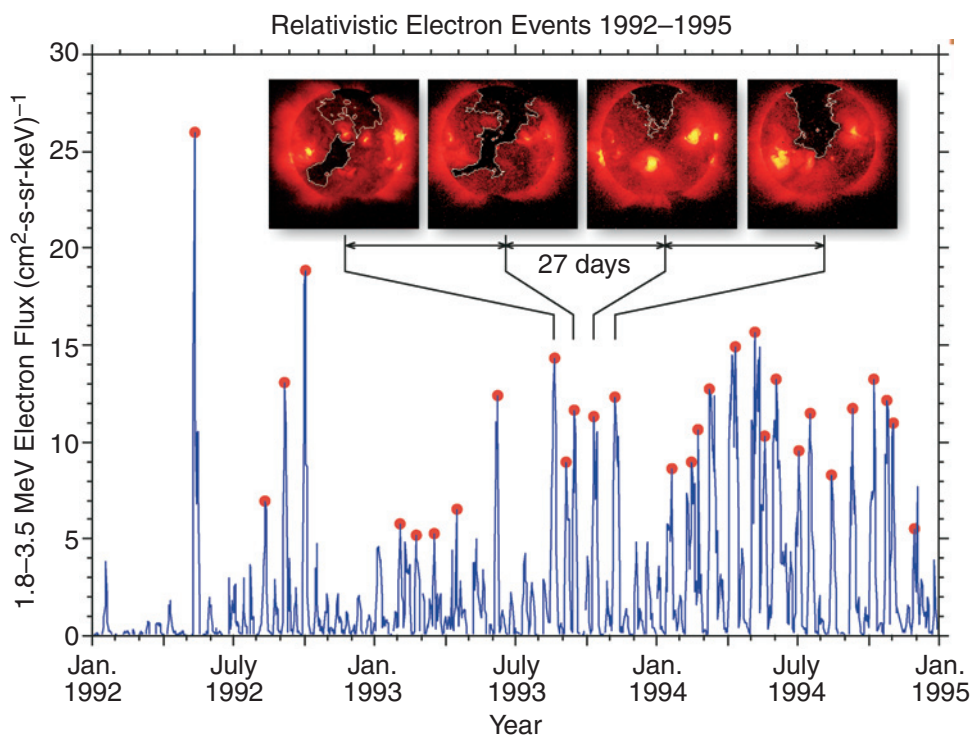 Relativistic Electron Events 1992–1995
30
25
20
15
10
5
0
1.8–3.5 MeV Electron Flux (cm²-s-sr-keV)⁻¹
27 days
Jan. July Jan. July Jan. July Jan.
1992 1992 1993 1993 1994 1994 1995
Year